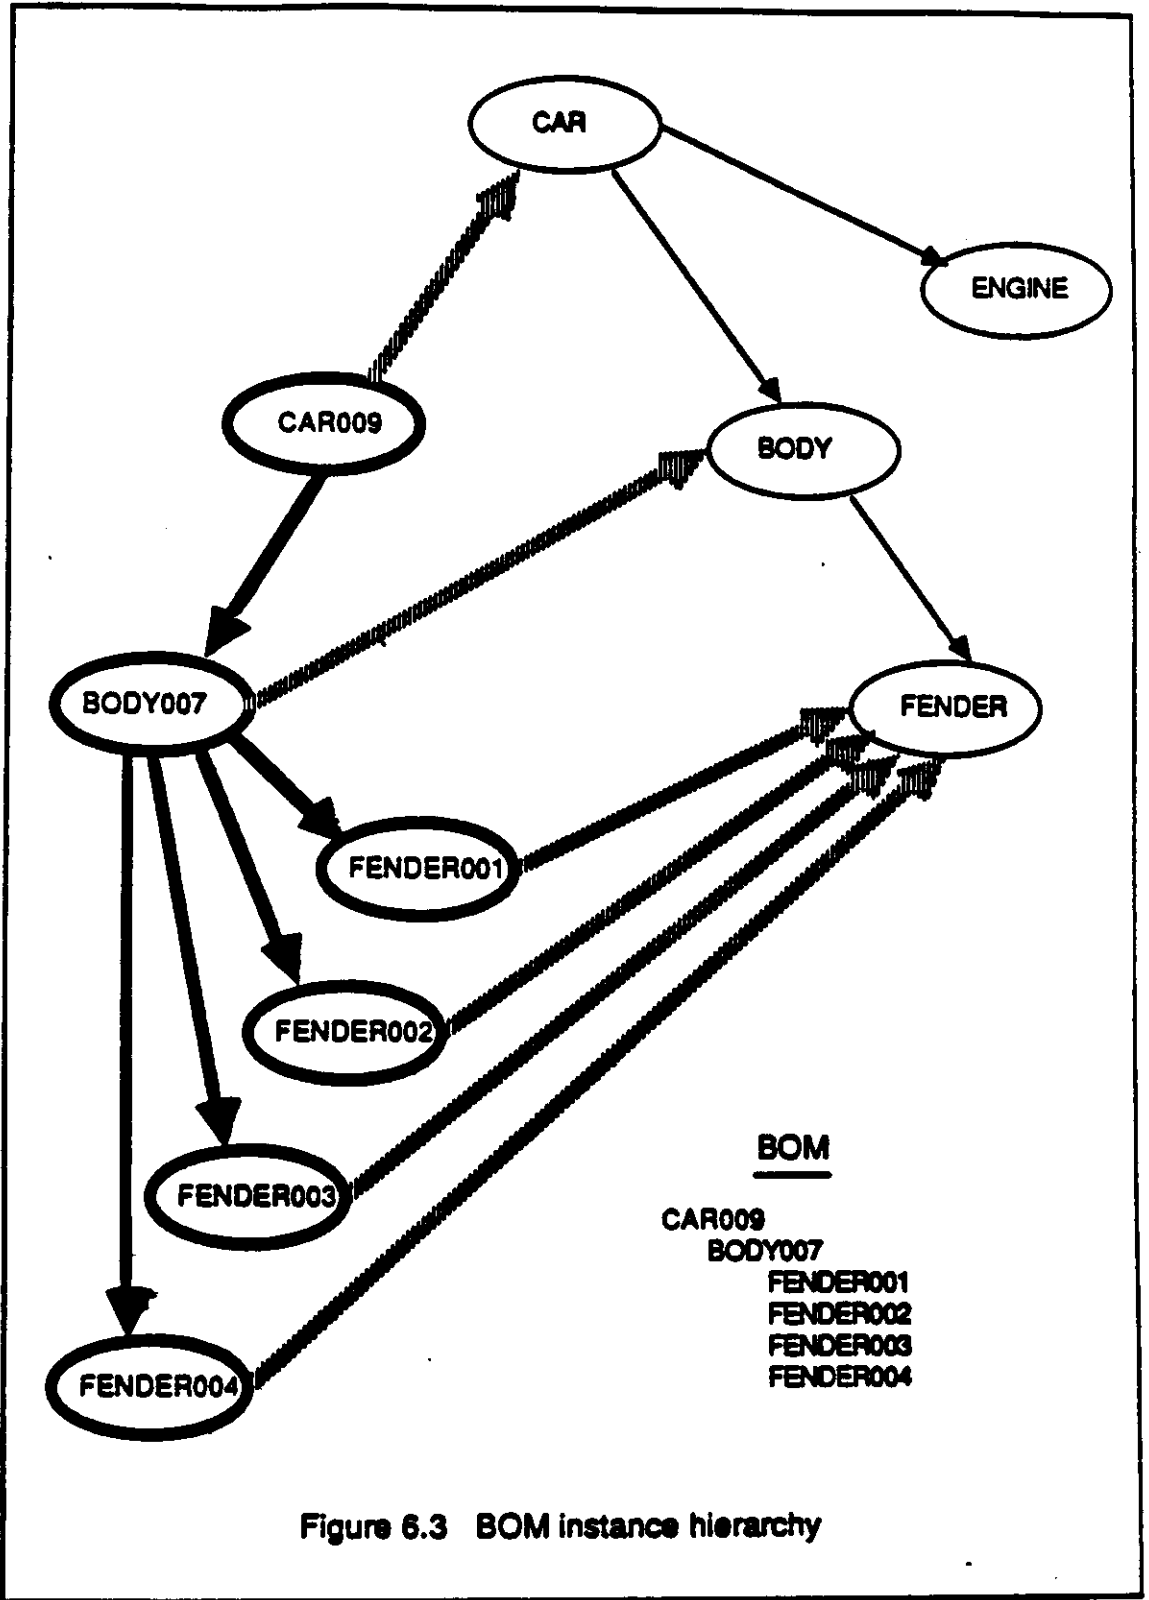 CAR
ENGINE
CAR009
BODY
BODY007
FENDER
FENDER001
FENDER002
FENDER003
FENDER004
BOM
CAR009
BODY007
FENDER001
FENDER002
FENDER003
FENDER004
Figure 6.3 BOM instance hierarchy